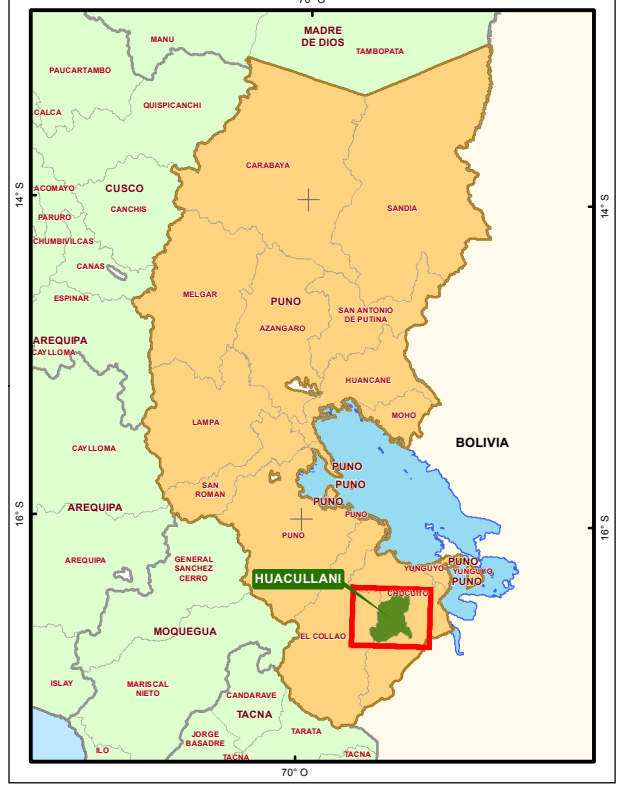 70° O
MADRE
DE DIOS
MANU
TAMBOPATA
PAUCARTAMBO
QUISPICANCHI
CALCA
CARABAYA
ACOMAYO
CUSCO
14° S
14° S
CANCHIS
SANDIA
PARURO
CHUMBIVILCAS
CANAS
ESPINAR
MELGAR
PUNO
SAN ANTONIO
DE PUTINA
AZANGARO
AREQUIPA
CAYLLOMA
HUANCANE
MOHO
LAMPA
BOLIVIA
CAYLLOMA
PUNO
SAN
ROMAN
PUNO
PUNO
AREQUIPA
PUNO
16° S
16° S
PUNO
AREQUIPA
GENERAL
SANCHEZ
CERRO
YUNGUYO
PUNO
YUNGUYO
PUNO
HUACULLANI
CHUCUITO
MOQUEGUA
EL COLLAO
ISLAY
MARISCAL
NIETO
CANDARAVE
TACNA
JORGE
BASADRE
TARATA
ILO
TACNA
TACNA
70° O